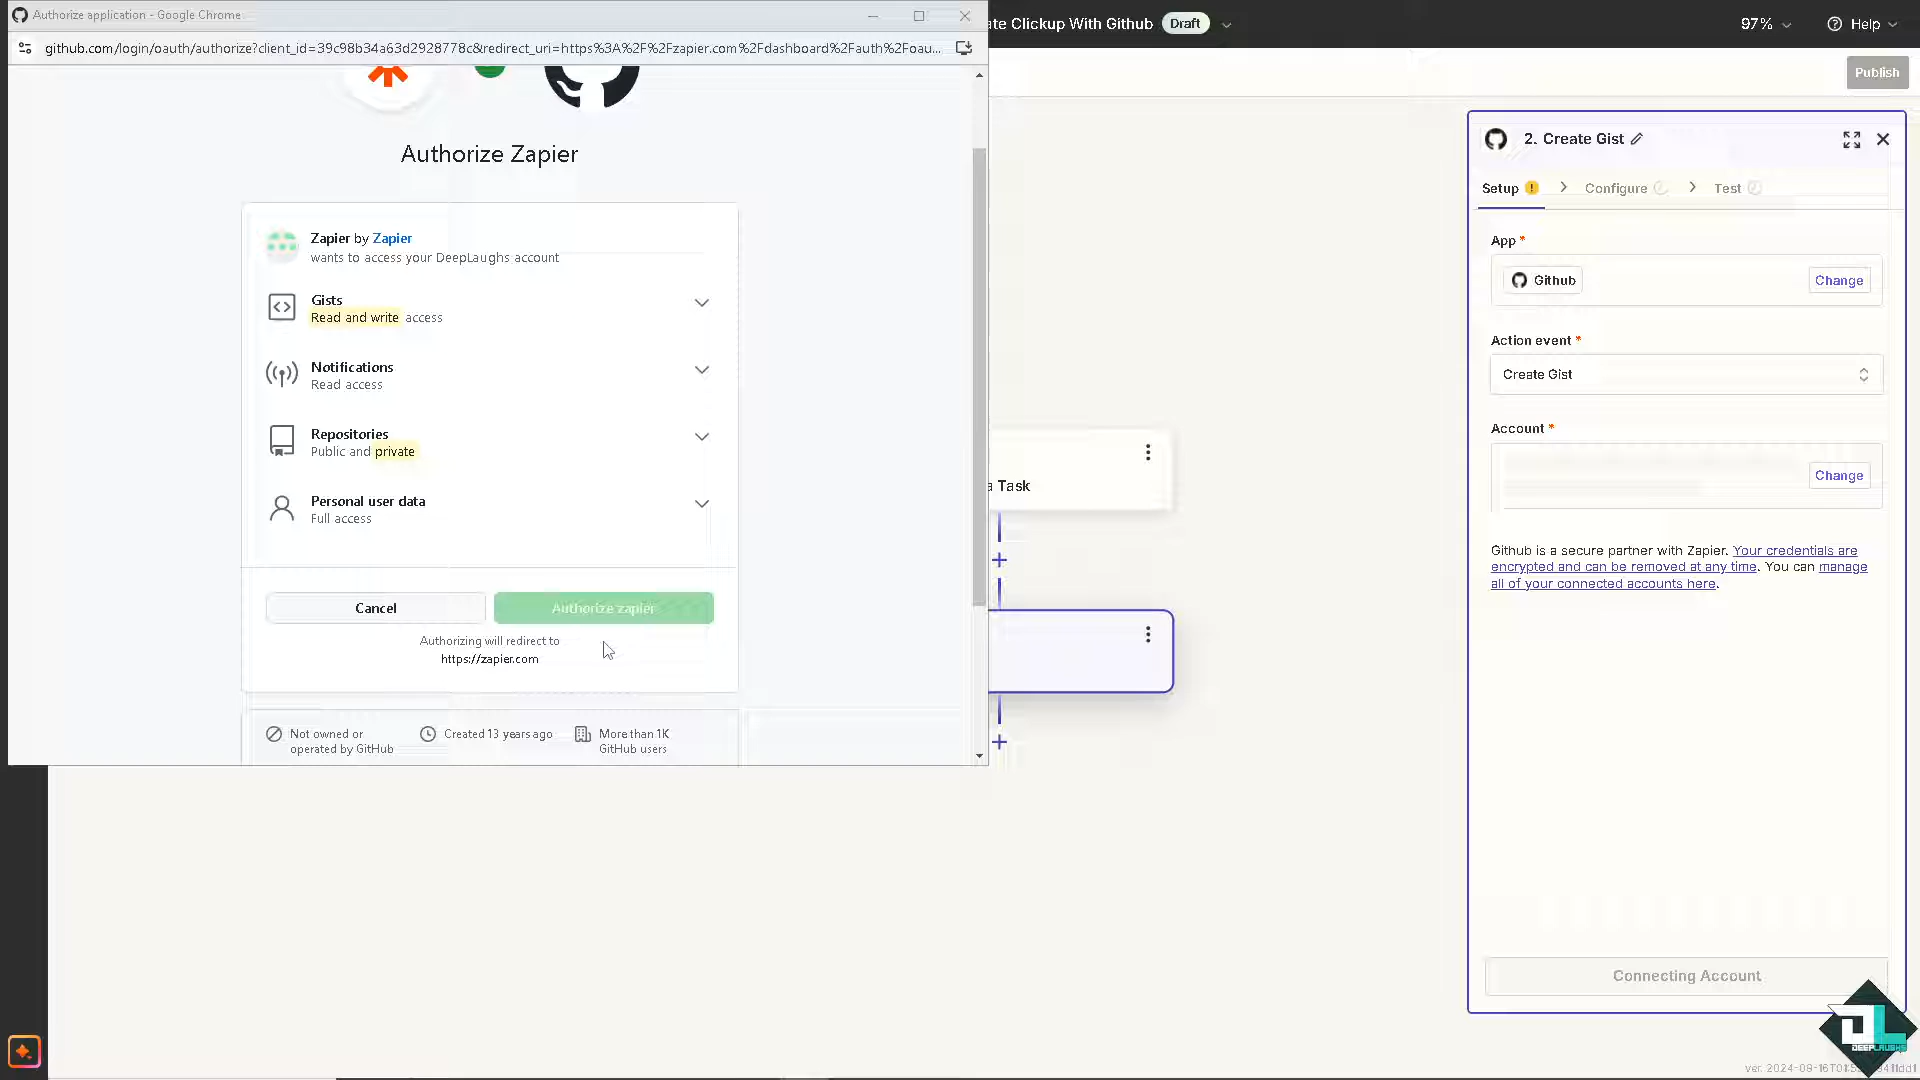 Authorize application - Google Chrome
github.com/login/oauth/authorize?client_id=39c98b34a63d2928778c&redirect_uri=https%3A%2F%2Fzapier.com%2Fdashboard%2Fauth%2Foau...
Authorize Zapier
Zapier by Zapier
wants to access your DeepLaughs account
Gists
Read and write access
Notifications
Read access
Repositories
Public and private
Personal user data
Full access
Cancel
Authorize zapier
Authorizing will redirect to
https://zapier.com
Not owned or
operated by GitHub
Created 13 years ago
More than 1K
GitHub users
ate Clickup With Github
Draft
97%
Help
Publish
a Task
2. Create Gist
Setup
Configure
Test
App *
Github
Change
Action event *
Create Gist
Account *
Change
Github is a secure partner with Zapier. Your credentials are
encrypted and can be removed at any time. You can manage
all of your connected accounts here.
Connecting Account
DEEPLAUGHS